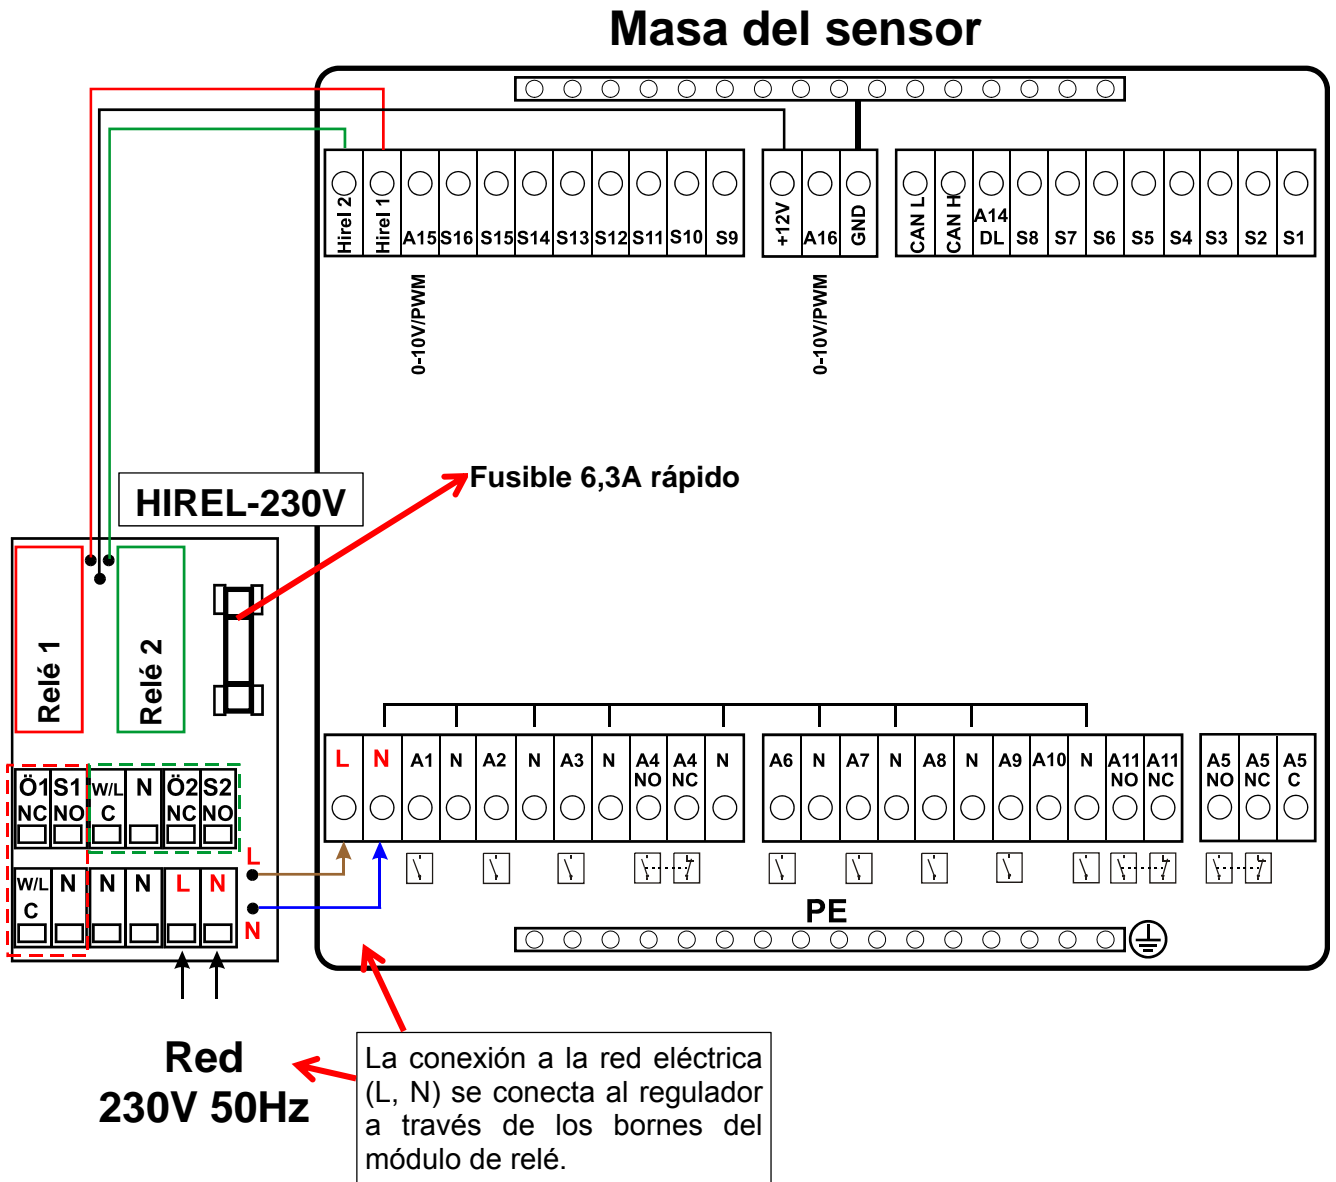 Masa del sensor
Hirel 2 Hirel 1 A15 S16 S15 S14 S13 S12 S11 S10 S9
+12V A16 GND
CAN L CAN H A14 DL S8 S7 S6 S5 S4 S3 S2 S1
0-10V/PWM
0-10V/PWM
Fusible 6,3A rápido
HIREL-230V
Relé 1
Relé 2
L N A1 N A2 N A3 N A4 NO A4 NC N
A6 N A7 N A8 N A9 A10 N A11 NO A11 NC
A5 NO A5 NC A5 C
Ö1 NC S1 NO W/L C N Ö2 NC S2 NO
L
W/L C N N N L N
N
PE
Red
230V 50Hz
La conexión a la red eléctrica
(L, N) se conecta al regulador
a través de los bornes del
módulo de relé.